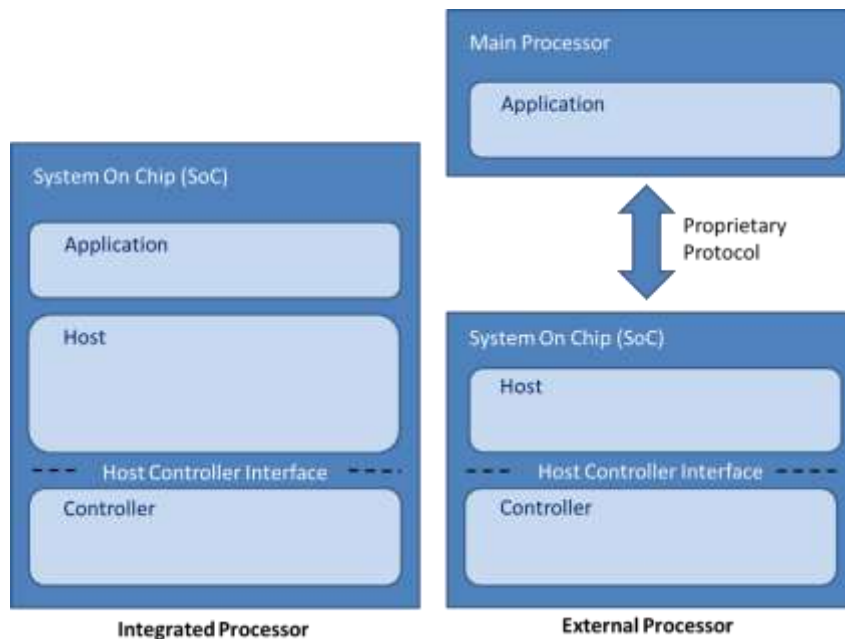 System On Chip (SoC)
Application
Host
Host Controller Interface
Controller
Integrated Processor
Main Processor
Application
Proprietary
Protocol
System On Chip (SoC)
Host
Host Controller Interface
Controller
External Processor